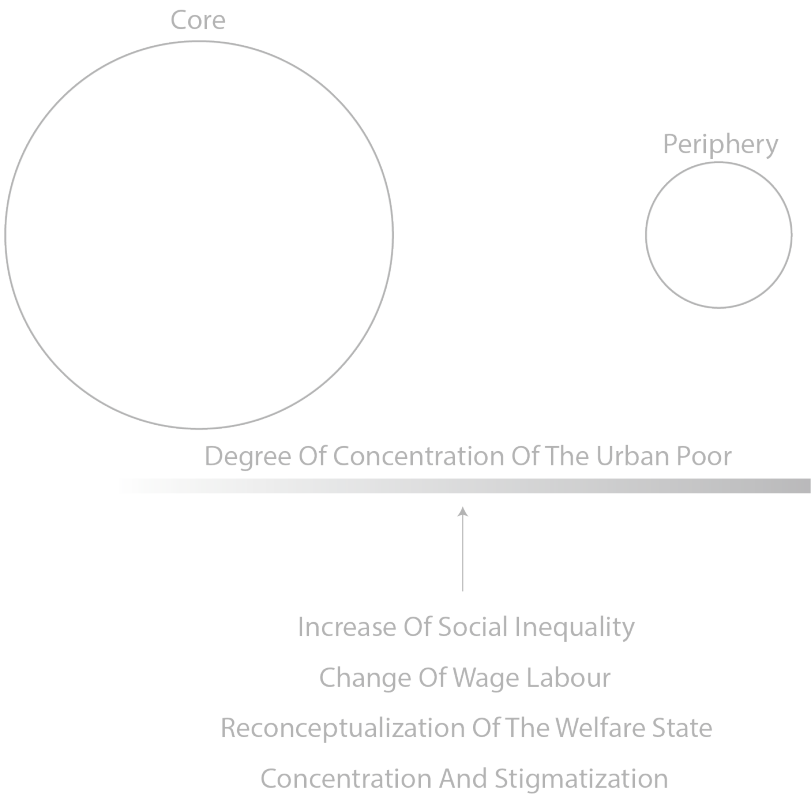 Core
Periphery
Degree Of Concentration Of The Urban Poor
Increase Of Social Inequality
Change Of Wage Labour
Reconceptualization Of The Welfare State
Concentration And Stigmatization